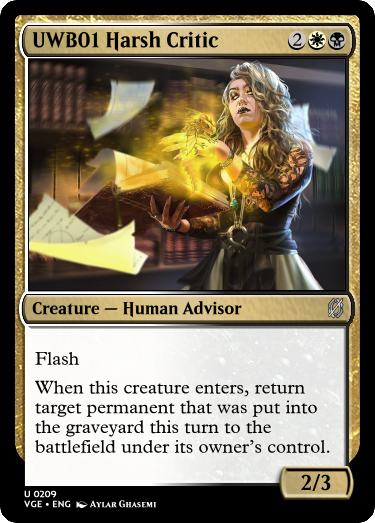 UWB01 Harsh Critic 2
Creature — Human Advisor
Flash
When this creature enters, return
target permanent that was put into
the graveyard this turn to the
battlefield under its owner's control.
2/3
U 0209
VGE • ENG Aylar Ghasemi